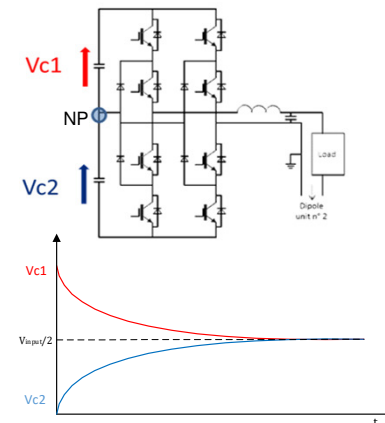 Vc1
NP
Vc2
Load
Dipole
unit n° 2
Vc1
Vinput/2
Vc2
t